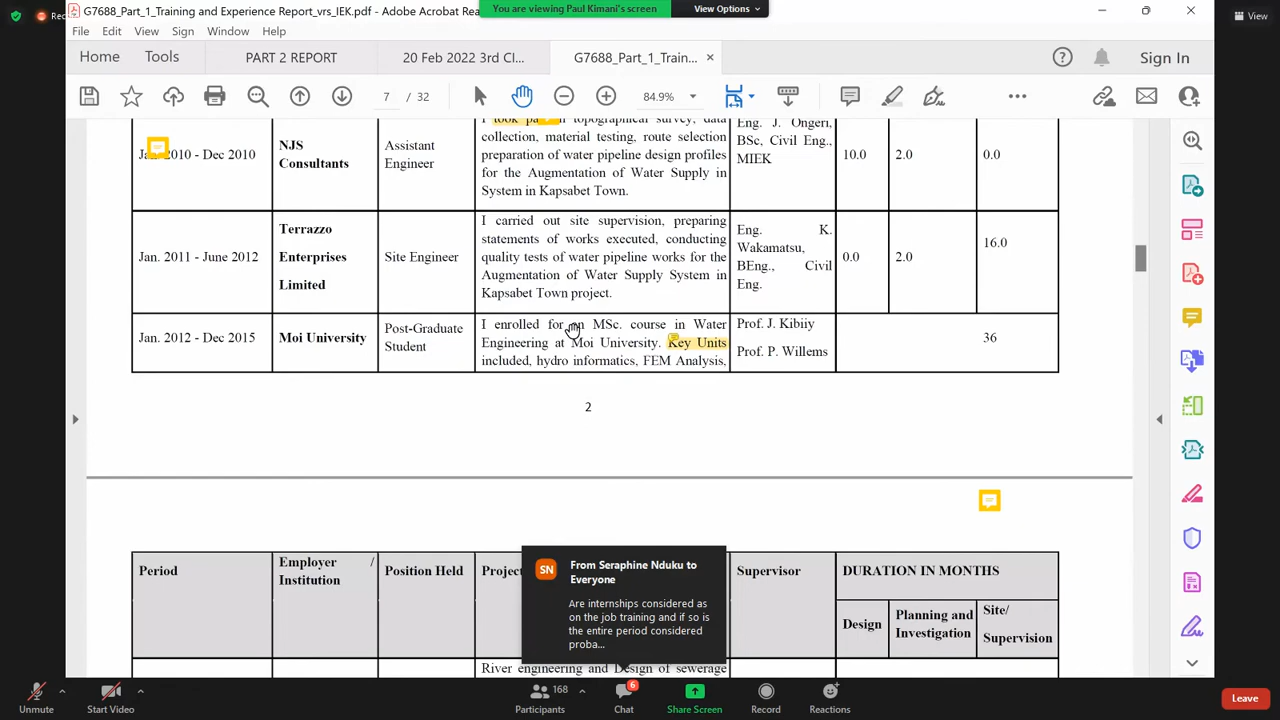 G7688_Part_1_Training and Experience Report_vrs_IEK.pdf - Adobe Acrobat Rea
You are viewing Paul Kimani's screen
View Options
View
File Edit View Sign Window Help
Home Tools PART 2 REPORT 20 Feb 2022 3rd Cl... G7688_Part_1_Train... Sign In
7 / 32 84.9%
Jan. 2010 - Dec 2010
NJS
Consultants
Assistant
Engineer
I took part in topographical survey, data
collection, material testing, route selection
preparation of water pipeline design profiles
for the Augmentation of Water Supply in
System in Kapsabet Town.
Eng. J. Ongeri,
BSc, Civil Eng.,
MIEK
10.0 2.0 0.0
Jan. 2011 - June 2012
Terrazzo
Enterprises
Limited
Site Engineer
I carried out site supervision, preparing
statements of works executed, conducting
quality tests of water pipeline works for the
Augmentation of Water Supply System in
Kapsabet Town project.
Eng. K.
Wakamatsu,
BEng., Civil
Eng.
0.0 2.0 16.0
Jan. 2012 - Dec 2015
Moi University
Post-Graduate
Student
I enrolled for an MSc. course in Water
Engineering at Moi University. Key Units
included, hydro informatics, FEM Analysis,
Prof. J. Kibiiy
Prof. P. Willems
36
2
Period
Employer /
Institution
Position Held
Project
Supervisor
DURATION IN MONTHS
Design
Planning and
Investigation
Site/
Supervision
River engineering and Design of sewerage
SN
From Seraphine Nduku to
Everyone
Are internships considered as
on the job training and if so is
the entire period considered
proba...
Unmute Start Video 168 Participants 6 Chat Share Screen Record Reactions Leave